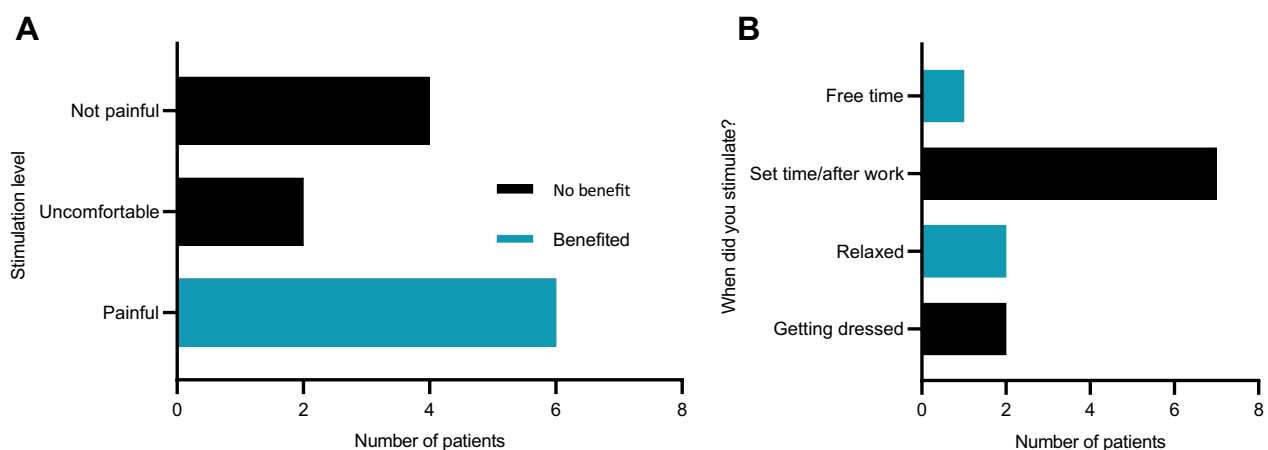 A
Stimulation level
Not painful
Uncomfortable
Painful
No benefit
Benefited
0 2 4 6 8
Number of patients
B
When did you stimulate?
Free time
Set time/after work
Relaxed
Getting dressed
0 2 4 6 8
Number of patients